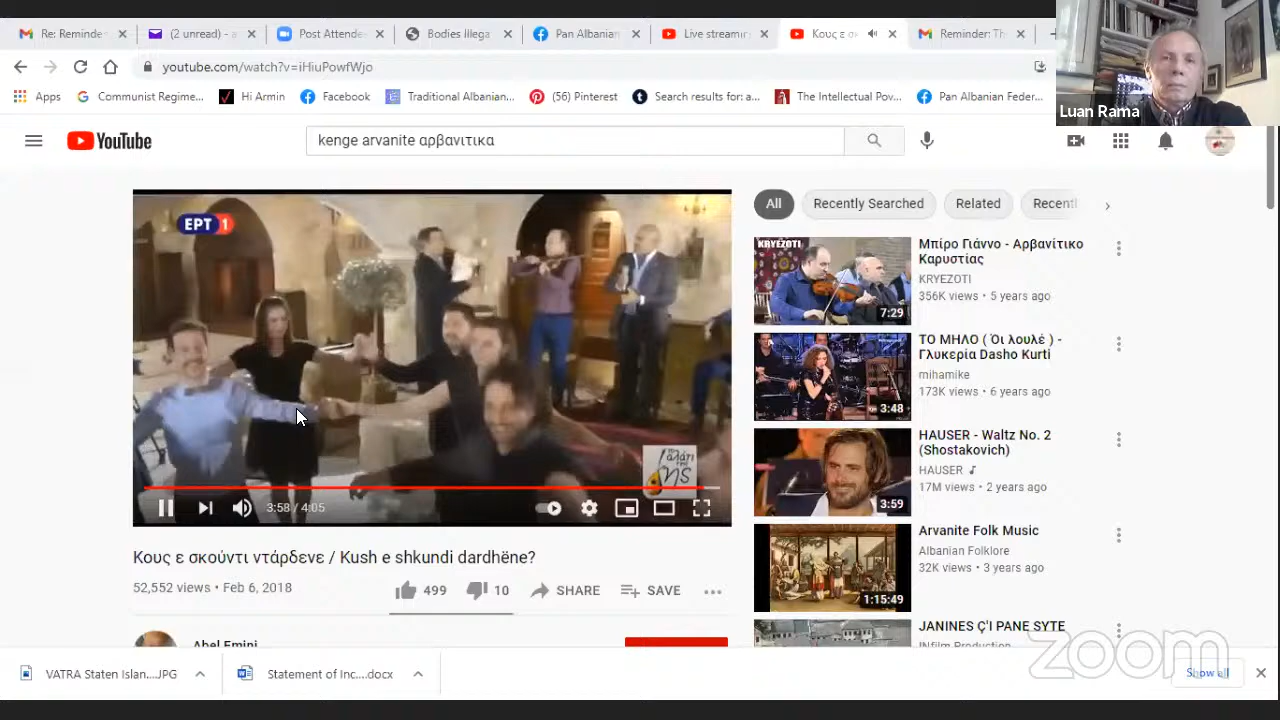 Re: Reminde
(2 unread) - a
Post Attende
Bodies Illega
Pan Albanian
Live streamin
Κους ε σκ
Reminder: Th
youtube.com/watch?v=iHiuPowfWjo
Apps
Communist Regime...
Hi Armin
Facebook
Traditional Albanian...
(56) Pinterest
Search results for: a...
The Intellectual Pov...
Pan Albanian Feder...
Luan Rama
YouTube
kenge arvanite αρβανιτικα
All
Recently Searched
Related
Recentl
ΕΡΤ 1
3:58 / 4:05
Κους ε σκούντι ντάρδενε / Kush e shkundi dardhëne?
52,552 views • Feb 6, 2018
499
10
SHARE
SAVE
Abel Emini
KRYEZOTI
7:29
Μπίρο Γιάννο - Αρβανίτικο
Καρυστίας
KRYEZOTI
356K views • 5 years ago
3:48
ΤΟ ΜΗΛΟ ( Όι λουλέ ) -
Γλυκερία Dasho Kurti
mihamike
173K views • 6 years ago
3:59
HAUSER - Waltz No. 2
(Shostakovich)
HAUSER
17M views • 2 years ago
1:15:49
Arvanite Folk Music
Albanian Folklore
32K views • 3 years ago
JANINES Ç'I PANE SYTE
INfilm Production
zoom
VATRA Staten Islan....JPG
Statement of Inc....docx
Show all